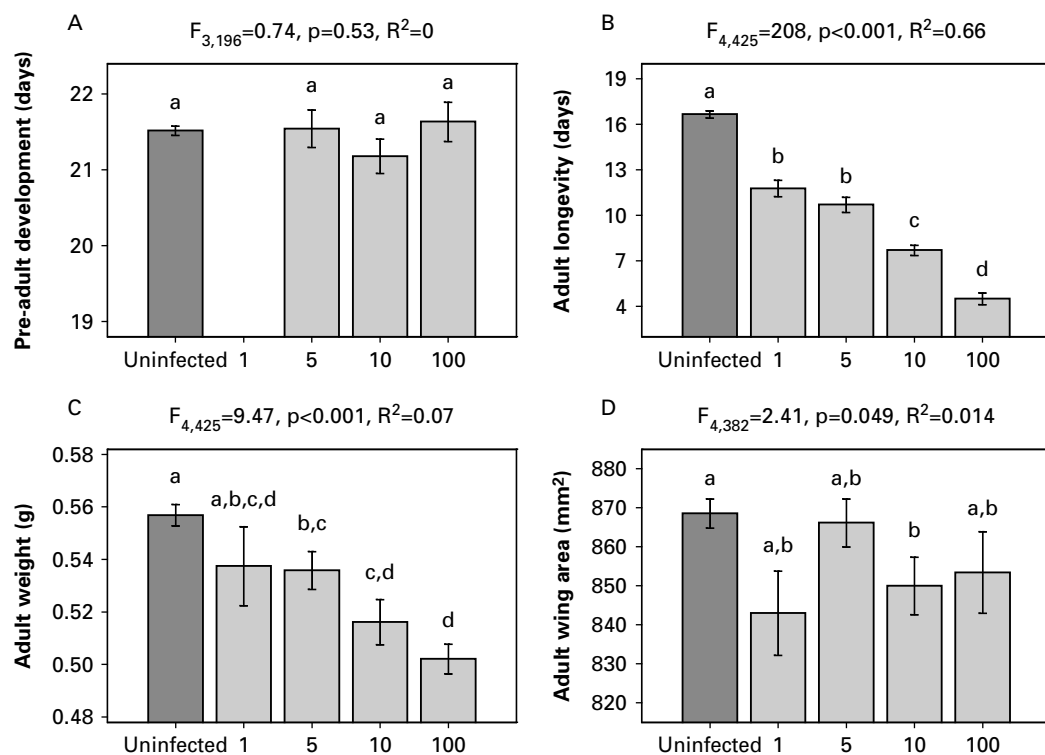 A
F3,196=0.74, p=0.53, R2=0
Pre-adult development (days)
22
21
20
19
a
a
a
a
Uninfected 1 5 10 100
B
F4,425=208, p<0.001, R2=0.66
Adult longevity (days)
19
16
13
10
7
4
a
b
b
c
d
Uninfected 1 5 10 100
C
F4,425=9.47, p<0.001, R2=0.07
Adult weight (g)
0.58
0.56
0.54
0.52
0.50
0.48
a
a,b,c,d
b,c
c,d
d
Uninfected 1 5 10 100
D
F4,382=2.41, p=0.049, R2=0.014
Adult wing area (mm2)
880
870
860
850
840
830
820
a
a,b
a,b
b
a,b
Uninfected 1 5 10 100